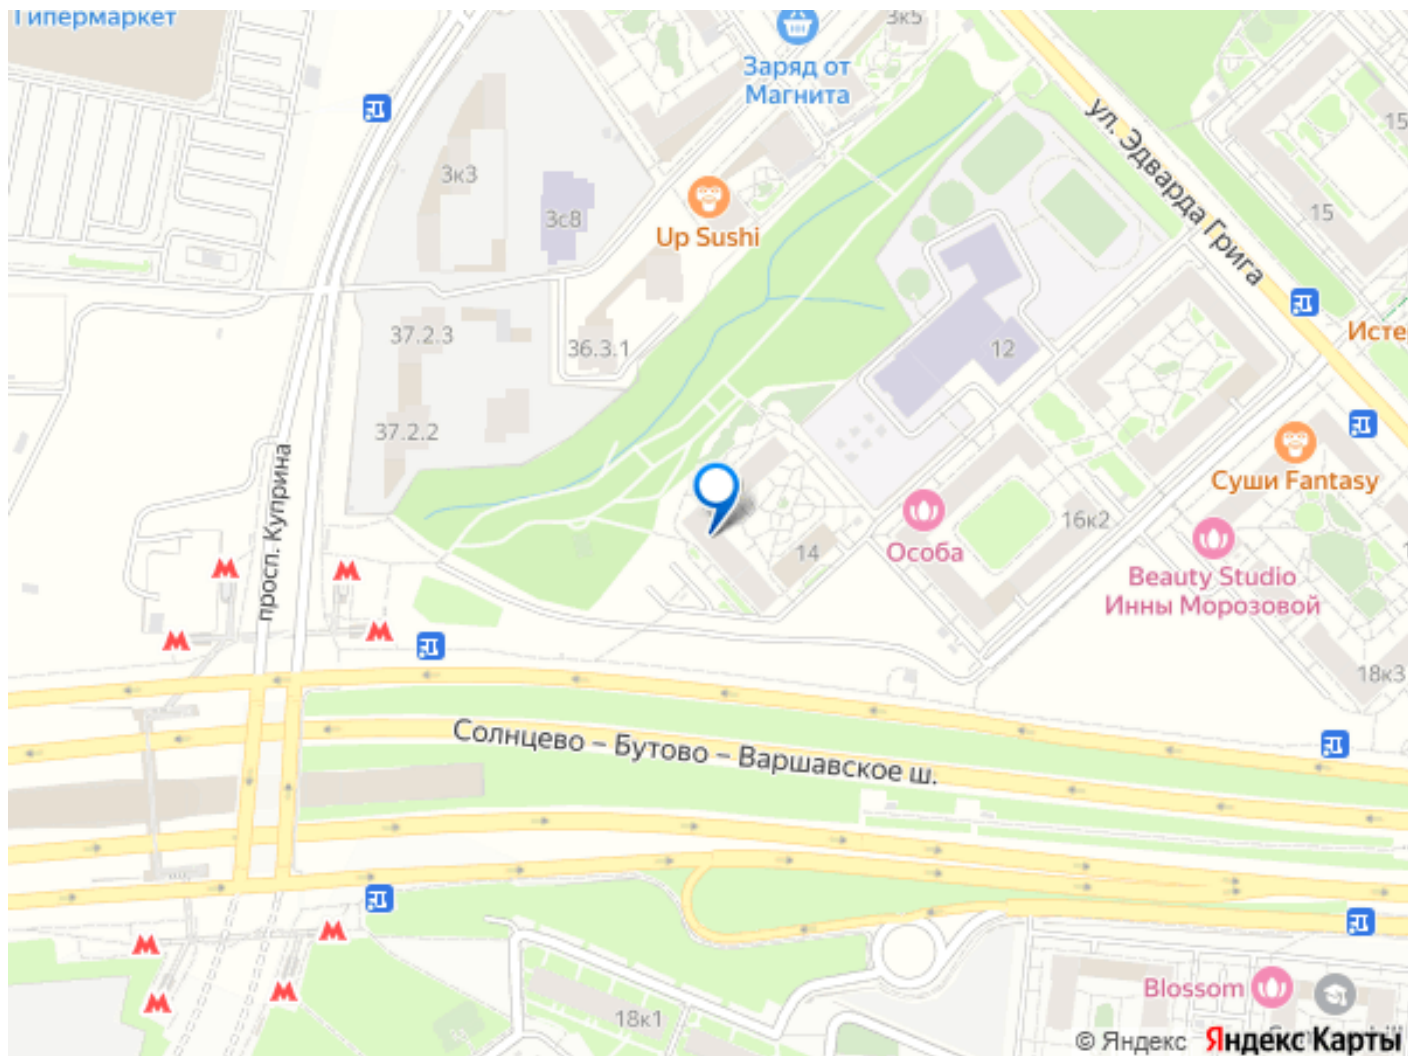 Гипермаркет
3к5
Заряд от
Магнита
ул. Эдварда Грига
15
15
3к3
3с8
Up Sushi
37.2.3
36.3.1
12
Исте
37.2.2
просп. Куприна
Суши Fantasy
16к2
Особа
14
Beauty Studio
Инны Морозовой
18к3
Солнцево – Бутово – Варшавское ш.
Blossom
18к1
© Яндекс Яндекс Карты